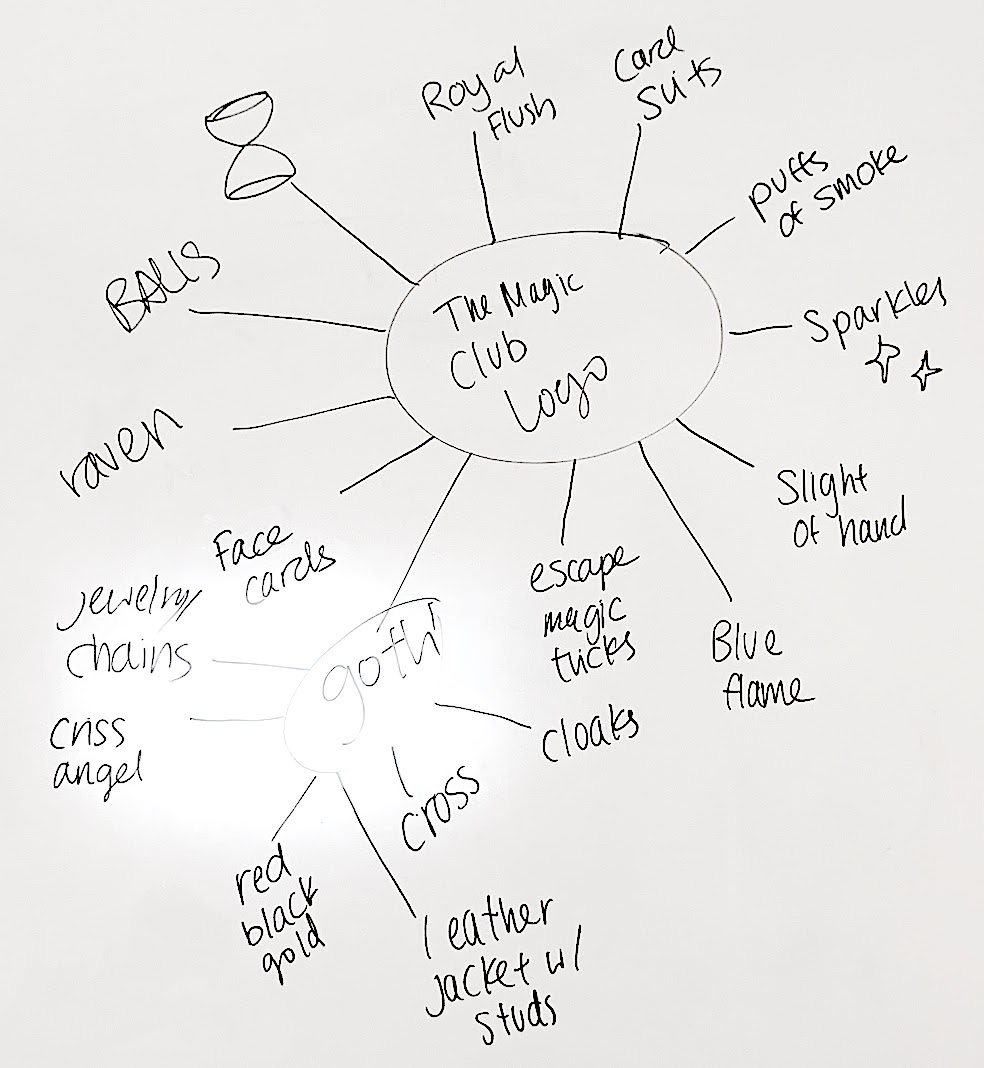 Royal
Flush
Card
Suits
puffs
of smoke
BALLS
The Magic
Club
Logo
Sparkles
raven
Slight
of hand
Face
cards
escape
magic
tricks
Blue
flame
jewelry/
chains
goth
criss
angel
cloaks
cross
red
black
gold
leather
jacket w/
studs